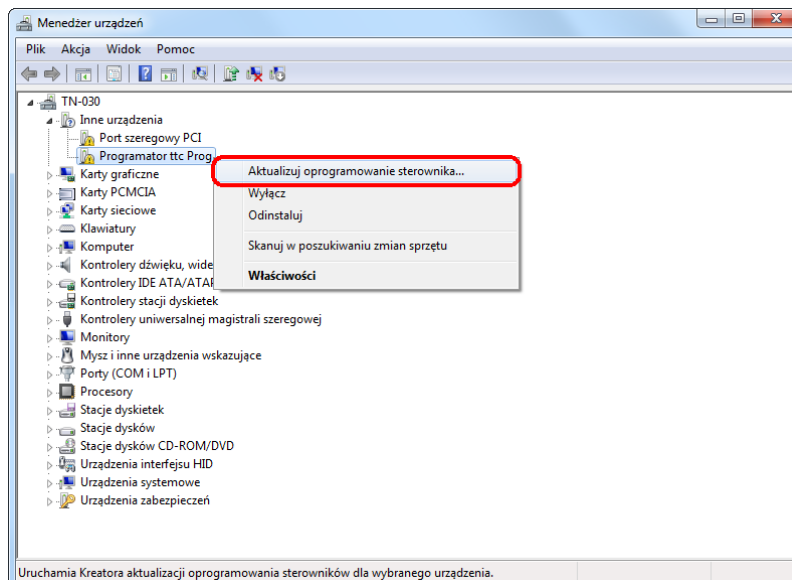 Menedżer urządzeń
Plik Akcja Widok Pomoc
TN-030
Inne urządzenia
Port szeregowy PCI
Programator ttc Prog
Aktualizuj oprogramowanie sterownika...
Wyłącz
Odinstaluj
Skanuj w poszukiwaniu zmian sprzętu
Właściwości
Karty graficzne
Karty PCMCIA
Karty sieciowe
Klawiatury
Komputer
Kontrolery dźwięku, wide
Kontrolery IDE ATA/ATAP
Kontrolery stacji dyskietek
Kontrolery uniwersalnej magistrali szeregowej
Monitory
Mysz i inne urządzenia wskazujące
Porty (COM i LPT)
Procesory
Stacje dyskietek
Stacje dysków
Stacje dysków CD-ROM/DVD
Urządzenia interfejsu HID
Urządzenia systemowe
Urządzenia zabezpieczeń
Uruchamia Kreatora aktualizacji oprogramowania sterowników dla wybranego urządzenia.